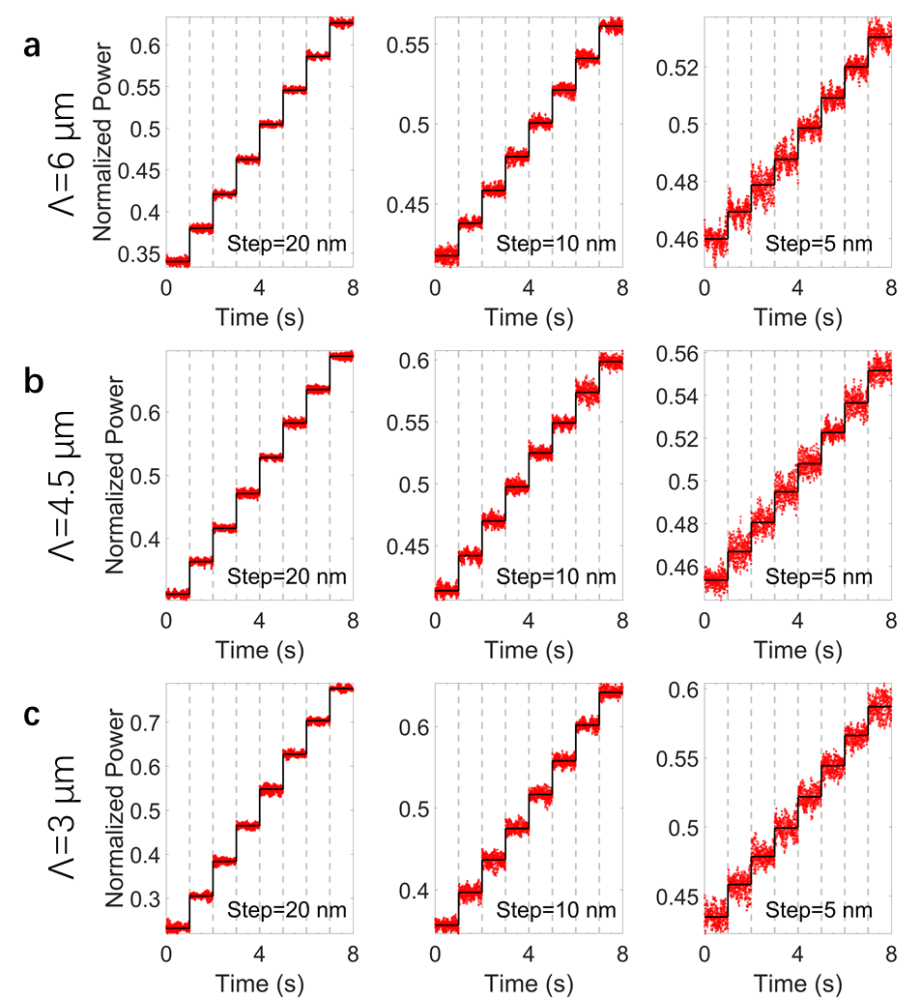 a
Λ=6 μm
Normalized Power
0.6
0.55
0.5
0.45
0.4
0.35
Step=20 nm
0 4 8
Time (s)
0.55
0.5
0.45
Step=10 nm
0 4 8
Time (s)
0.52
0.5
0.48
0.46
Step=5 nm
0 4 8
Time (s)
b
Λ=4.5 μm
Normalized Power
0.6
0.5
0.4
Step=20 nm
0 4 8
Time (s)
0.6
0.55
0.5
0.45
Step=10 nm
0 4 8
Time (s)
0.56
0.54
0.52
0.5
0.48
0.46
Step=5 nm
0 4 8
Time (s)
c
Λ=3 μm
Normalized Power
0.7
0.6
0.5
0.4
0.3
Step=20 nm
0 4 8
Time (s)
0.6
0.5
0.4
Step=10 nm
0 4 8
Time (s)
0.6
0.55
0.5
0.45
Step=5 nm
0 4 8
Time (s)